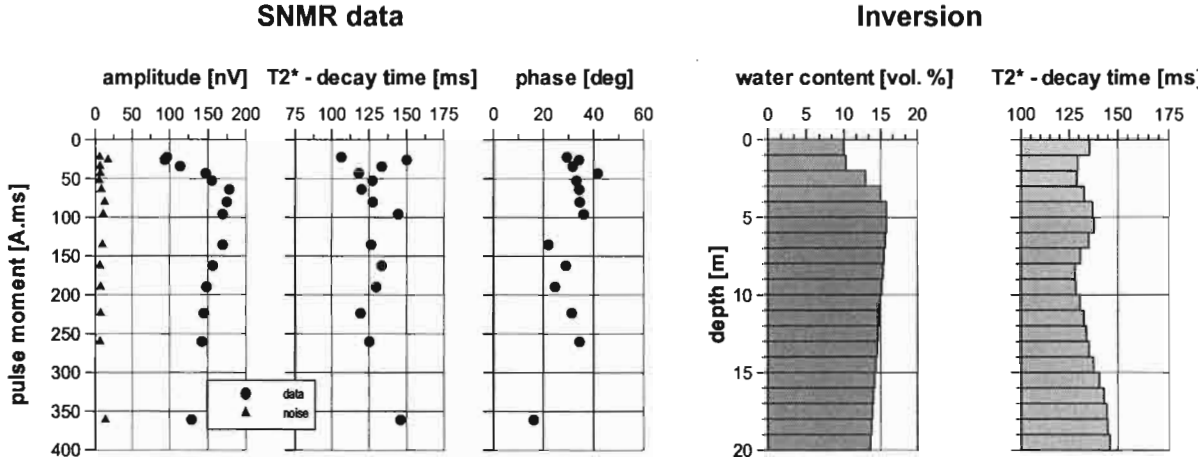 SNMR data
Inversion
amplitude [nV]
T2* - decay time [ms]
phase [deg]
water content [vol. %]
T2* - decay time [ms]
0 50 100 150 200
75 100 125 150 175
0 20 40 60
0 5 10 15 20
100 125 150 175
pulse moment [A.ms]
0
50
100
150
200
250
300
350
400
data
noise
depth [m]
0
5
10
15
20